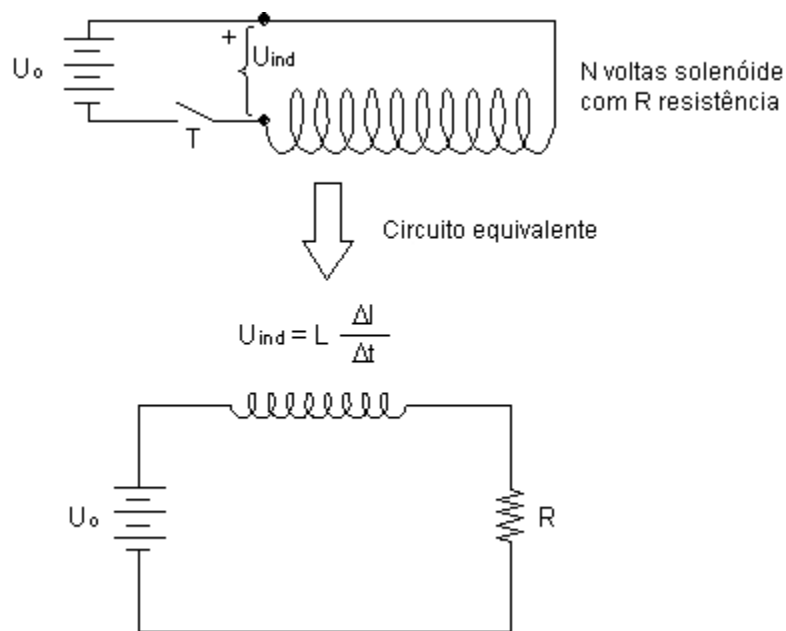 +
Uo
Uind
N voltas solenóide
com R resistência
T
Circuito equivalente
Uind = L ΔI
Δt
Uo
R